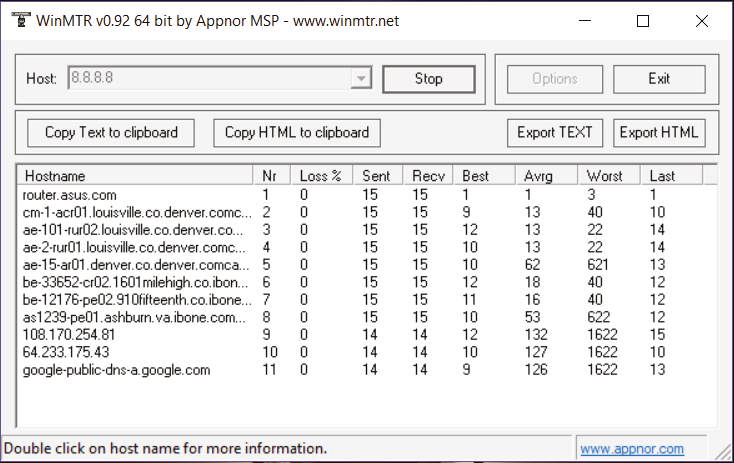 WinMTR v0.92 64 bit by Appnor MSP - www.winmtr.net
Host: 8.8.8.8 Stop Options Exit
Copy Text to clipboard Copy HTML to clipboard Export TEXT Export HTML
Hostname Nr Loss % Sent Recv Best Avrg Worst Last
router.asus.com 1 0 15 15 1 1 3 1
cm-1-acr01.louisville.co.denver.comc... 2 0 15 15 9 13 40 10
ae-101-rur02.louisville.co.denver.co... 3 0 15 15 12 13 22 14
ae-2-rur01.louisville.co.denver.comc... 4 0 15 15 10 13 22 14
ae-15-ar01.denver.co.denver.comca... 5 0 15 15 10 62 621 13
be-33652-cr02.1601milehigh.co.ibon... 6 0 15 15 12 18 40 12
be-12176-pe02.910fifteenth.co.ibone... 7 0 15 15 11 16 40 12
as1239-pe01.ashburn.va.ibone.com... 8 0 15 15 10 53 622 12
108.170.254.81 9 0 14 14 12 132 1622 15
64.233.175.43 10 0 14 14 10 127 1622 10
google-public-dns-a.google.com 11 0 14 14 9 126 1622 13
Double click on host name for more information. www.appnor.com